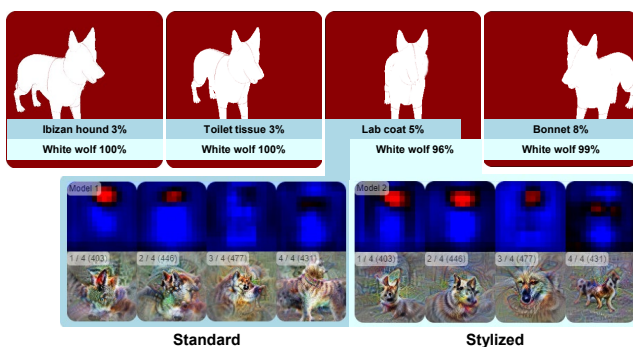 Ibizan hound 3%
Toilet tissue 3%
Lab coat 5%
Bonnet 8%
White wolf 100%
White wolf 100%
White wolf 96%
White wolf 99%
Model 1
Model 2
1 / 4 (403)
2 / 4 (446)
3 / 4 (477)
4 / 4 (431)
1 / 4 (403)
2 / 4 (446)
3 / 4 (477)
4 / 4 (431)
Standard
Stylized